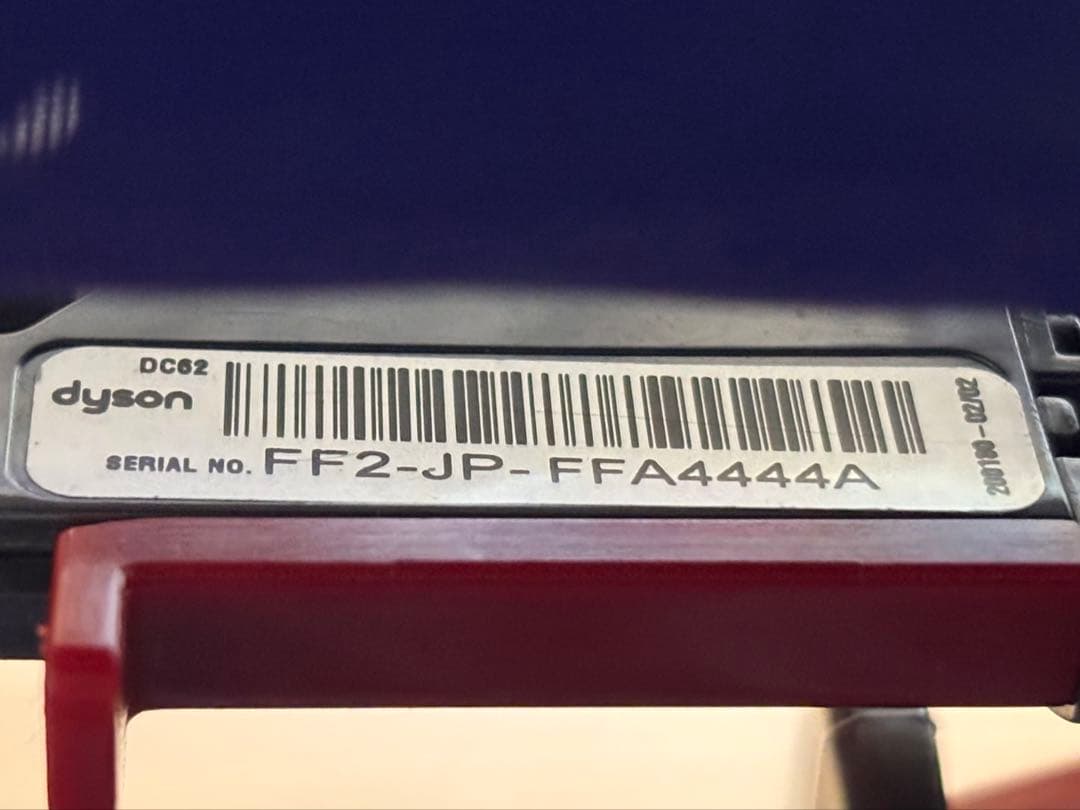 DC62
dyson
SERIAL NO. FF2-JP-FFA4444A